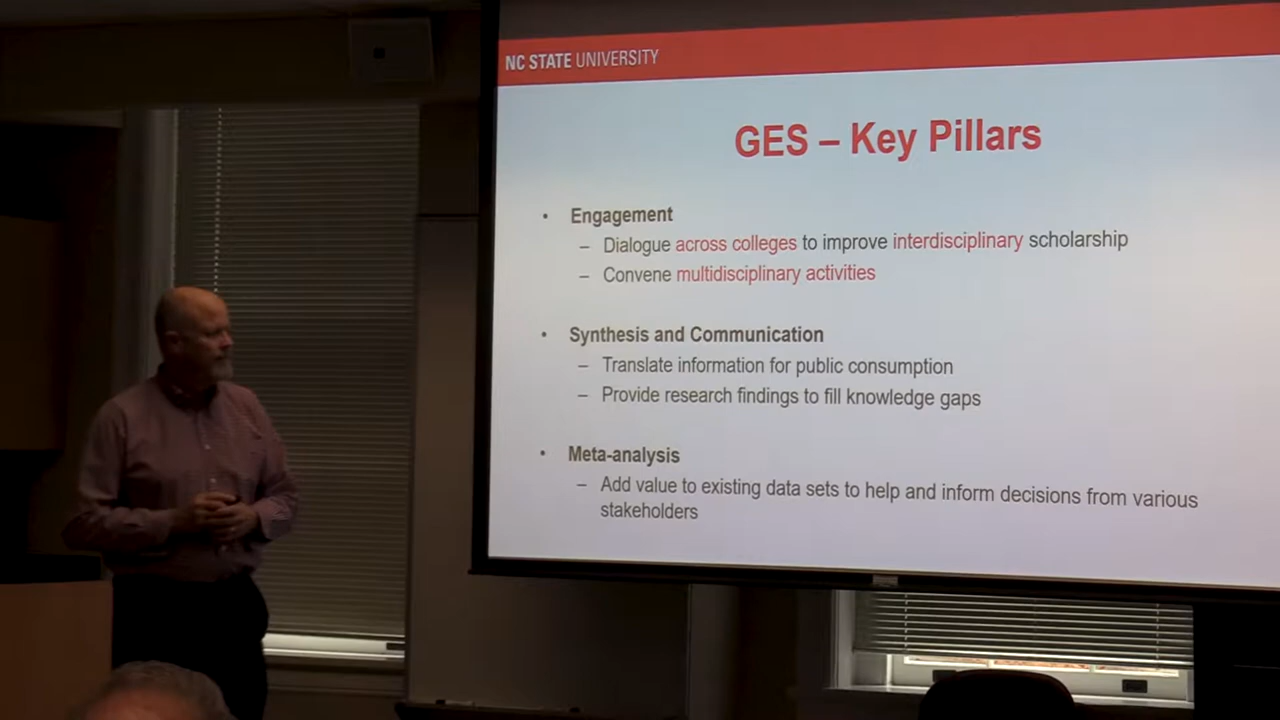 NC STATE UNIVERSITY
GES – Key Pillars
• Engagement
– Dialogue across colleges to improve interdisciplinary scholarship
– Convene multidisciplinary activities
• Synthesis and Communication
– Translate information for public consumption
– Provide research findings to fill knowledge gaps
• Meta-analysis
– Add value to existing data sets to help and inform decisions from various
stakeholders